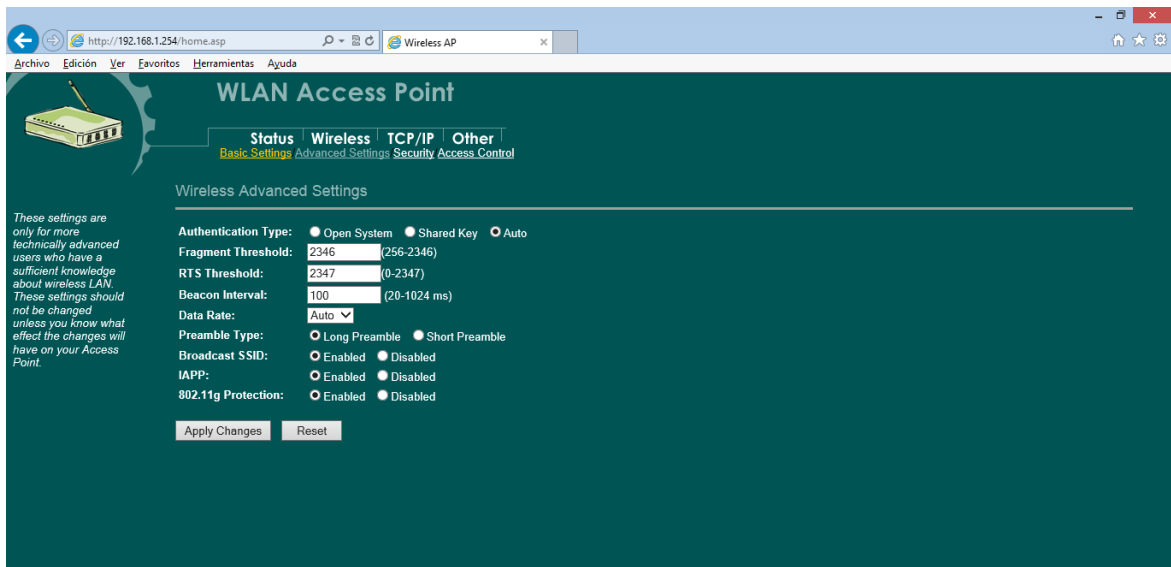 http://192.168.1.254/home.asp
Wireless AP
Archivo Edición Ver Favoritos Herramientas Ayuda
WLAN Access Point
Status Wireless TCP/IP Other
Basic Settings Advanced Settings Security Access Control
Wireless Advanced Settings
These settings are
only for more
technically advanced
users who have a
sufficient knowledge
about wireless LAN.
These settings should
not be changed
unless you know what
effect the changes will
have on your Access
Point.
Authentication Type: Open System Shared Key Auto
Fragment Threshold: 2346 (256-2346)
RTS Threshold: 2347 (0-2347)
Beacon Interval: 100 (20-1024 ms)
Data Rate: Auto
Preamble Type: Long Preamble Short Preamble
Broadcast SSID: Enabled Disabled
IAPP: Enabled Disabled
802.11g Protection: Enabled Disabled
Apply Changes Reset